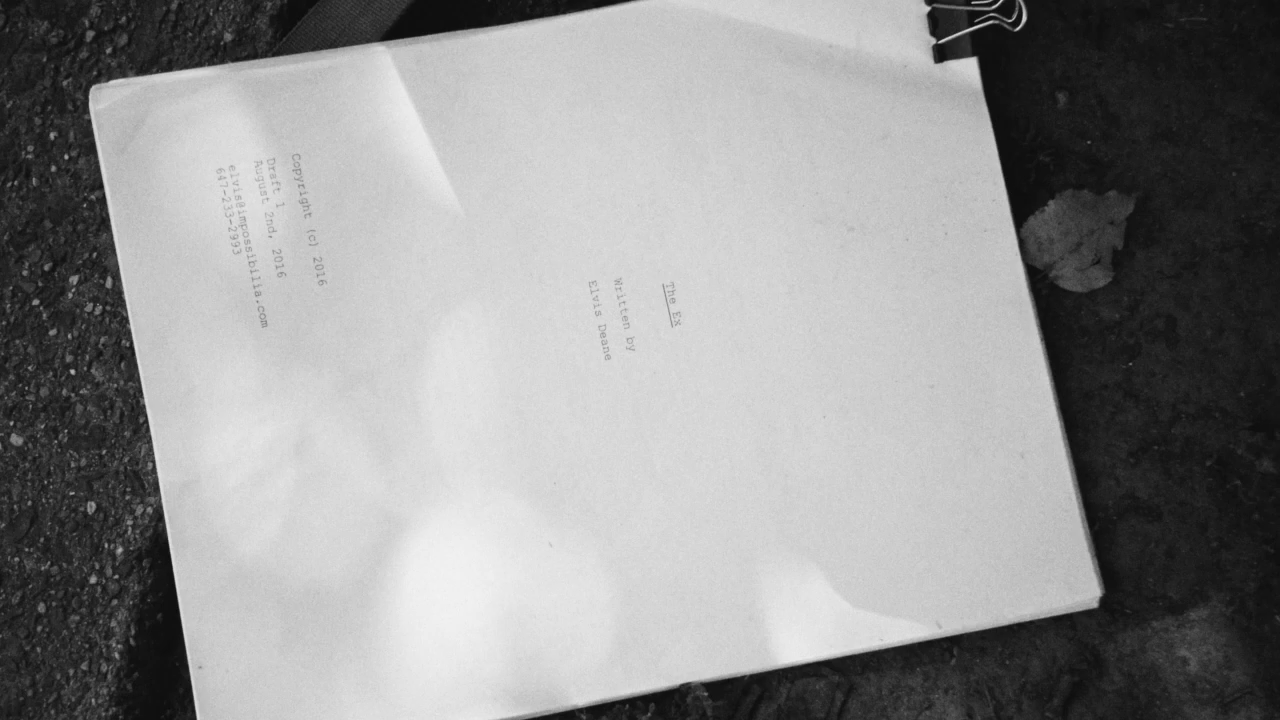 The Ex
Written by
Elvis Deane
Copyright (c) 2016
Draft 1
August 2nd, 2016
elvis@impossibilia.com
647-233-2993